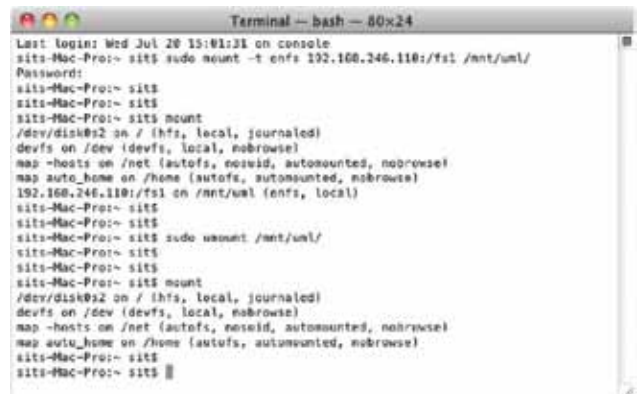 Terminal — bash — 80×24
Last login: Wed Jul 20 15:01:31 on console
sits-Mac-Pro:~ sit$ sudo mount -t enfs 192.168.246.110:/fs1 /mnt/uml/
Password:
sits-Mac-Pro:~ sit$
sits-Mac-Pro:~ sit$
sits-Mac-Pro:~ sit$ mount
/dev/disk0s2 on / (hfs, local, journaled)
devfs on /dev (devfs, local, nobrowse)
map -hosts on /net (autofs, nosuid, automounted, nobrowse)
map auto_home on /home (autofs, automounted, nobrowse)
192.168.246.110:/fs1 on /mnt/uml (enfs, local)
sits-Mac-Pro:~ sit$
sits-Mac-Pro:~ sit$
sits-Mac-Pro:~ sit$ sudo umount /mnt/uml/
sits-Mac-Pro:~ sit$
sits-Mac-Pro:~ sit$
sits-Mac-Pro:~ sit$ mount
/dev/disk0s2 on / (hfs, local, journaled)
devfs on /dev (devfs, local, nobrowse)
map -hosts on /net (autofs, nosuid, automounted, nobrowse)
map auto_home on /home (autofs, automounted, nobrowse)
sits-Mac-Pro:~ sit$
sits-Mac-Pro:~ sit$